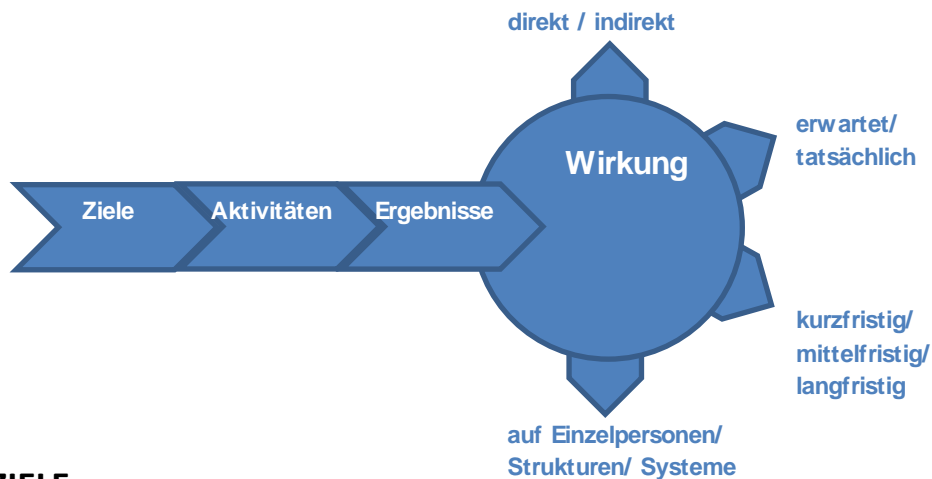 direkt / indirekt
erwartet/
tatsächlich
Wirkung
Ziele
Aktivitäten
Ergebnisse
kurzfristig/
mittelfristig/
langfristig
auf Einzelpersonen/
Strukturen/ Systeme